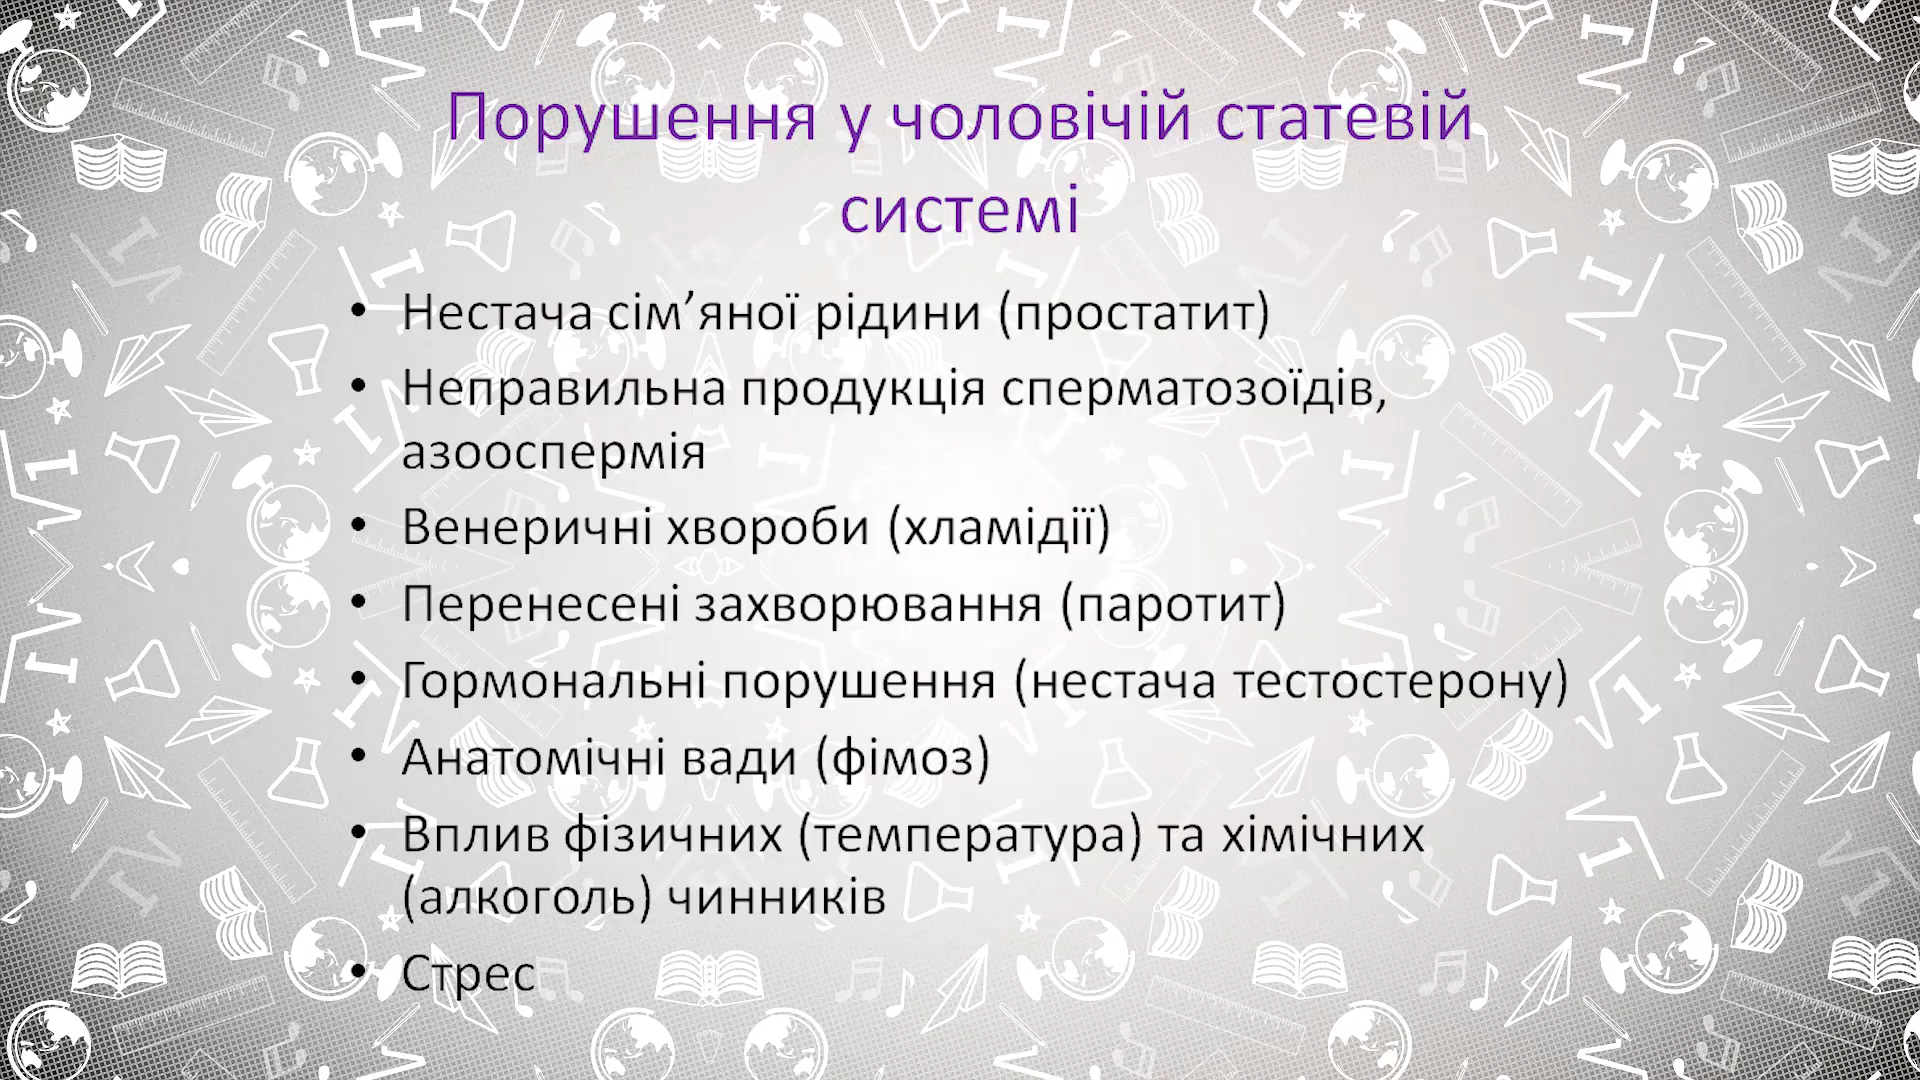 Порушення у чоловічій статевій
системі
• Нестача сім’яної рідини (простатит)
• Неправильна продукція сперматозоїдів,
азооспермія
• Венеричні хвороби (хламідії)
• Перенесені захворювання (паротит)
• Гормональні порушення (нестача тестостерону)
• Анатомічні вади (фімоз)
• Вплив фізичних (температура) та хімічних
(алкоголь) чинників
• Стрес